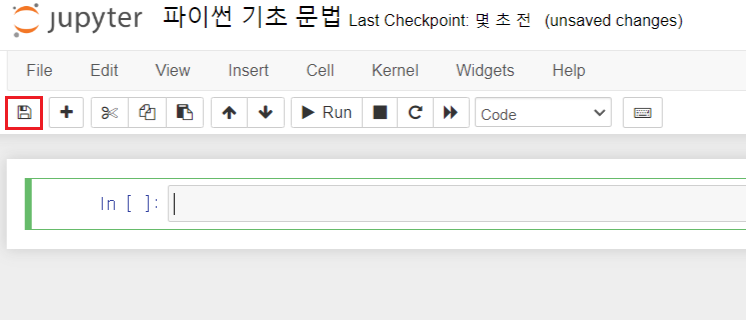 jupyter 파이썬 기초 문법 Last Checkpoint: 몇 초 전 (unsaved changes)
File Edit View Insert Cell Kernel Widgets Help
Run Code
In [ ]: